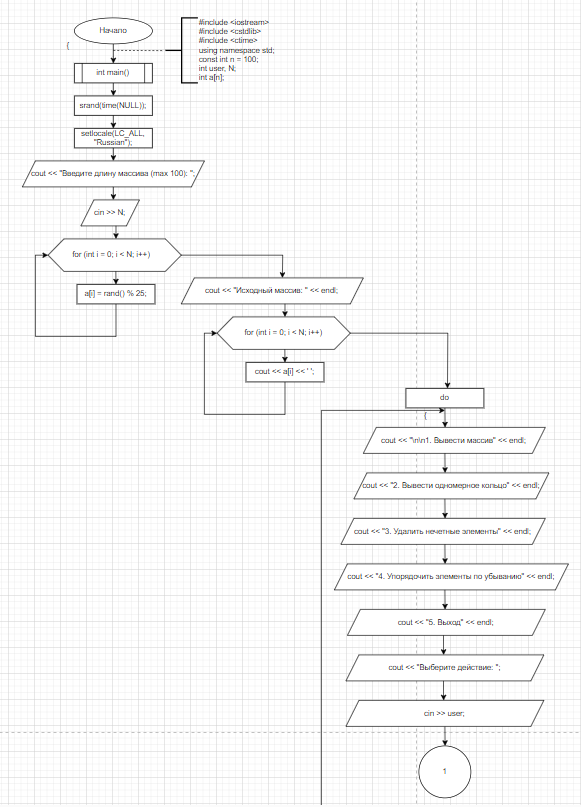 Начало
{
#include <iostream>
#include <cstdlib>
#include <ctime>
using namespace std;
const int n = 100;
int user, N;
int a[n];
int main()
srand(time(NULL));
setlocale(LC_ALL,
"Russian");
cout << "Введите длину массива (max 100): ";
cin >> N;
for (int i = 0; i < N; i++)
a[i] = rand() % 25;
cout << "Исходный массив: " << endl;
for (int i = 0; i < N; i++)
cout << a[i] << ' ';
do
{
cout << "\n\n1. Вывести массив" << endl;
cout << "2. Вывести одномерное кольцо" << endl;
cout << "3. Удалить нечетные элементы" << endl;
cout << "4. Упорядочить элементы по убыванию" << endl;
cout << "5. Выход" << endl;
cout << "Выберите действие: ";
cin >> user;
1